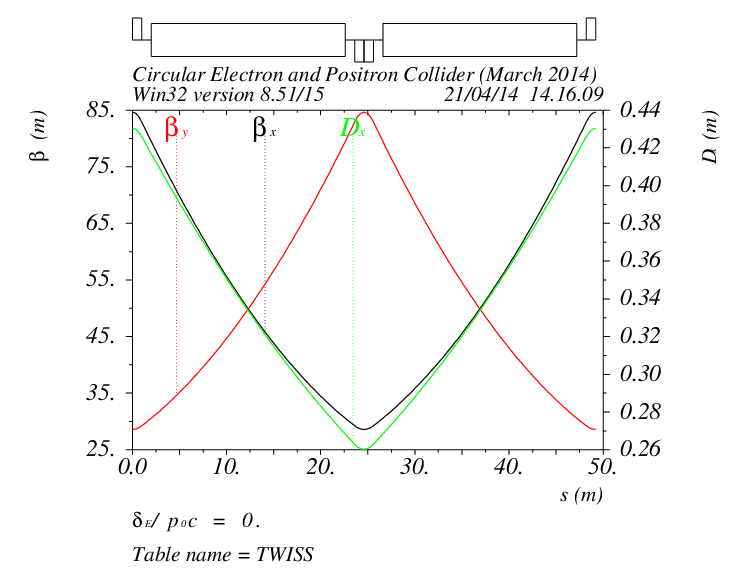 Circular Electron and Positron Collider (March 2014)
Win32 version 8.51/15 21/04/14 14.16.09
85. 0.44
βy βx Dx
0.42
75.
0.40
65. 0.38
0.36
55.
0.34
45. 0.32
0.30
35.
0.28
25. 0.26
β (m)
D (m)
0.0 10. 20. 30. 40. 50.
s (m)
δE/ p0c = 0.
Table name = TWISS